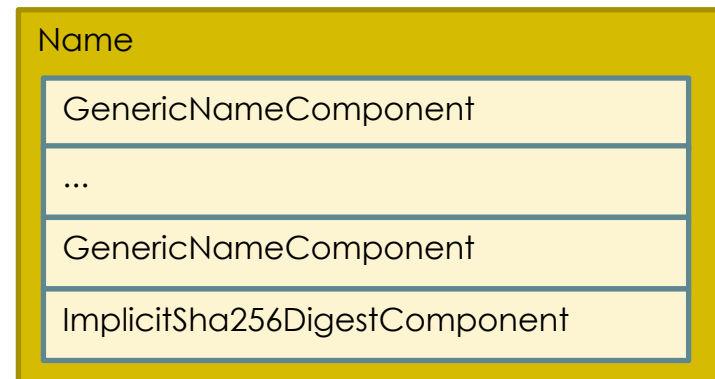 Name
GenericNameComponent
...
GenericNameComponent
ImplicitSha256DigestComponent